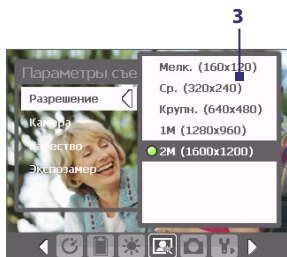 3
Параметры съе
Разрешение
Камера
Качество
Экспозамер
Мелк. (160x120)
Ср. (320x240)
Крупн. (640x480)
1M (1280x960)
2M (1600x1200)